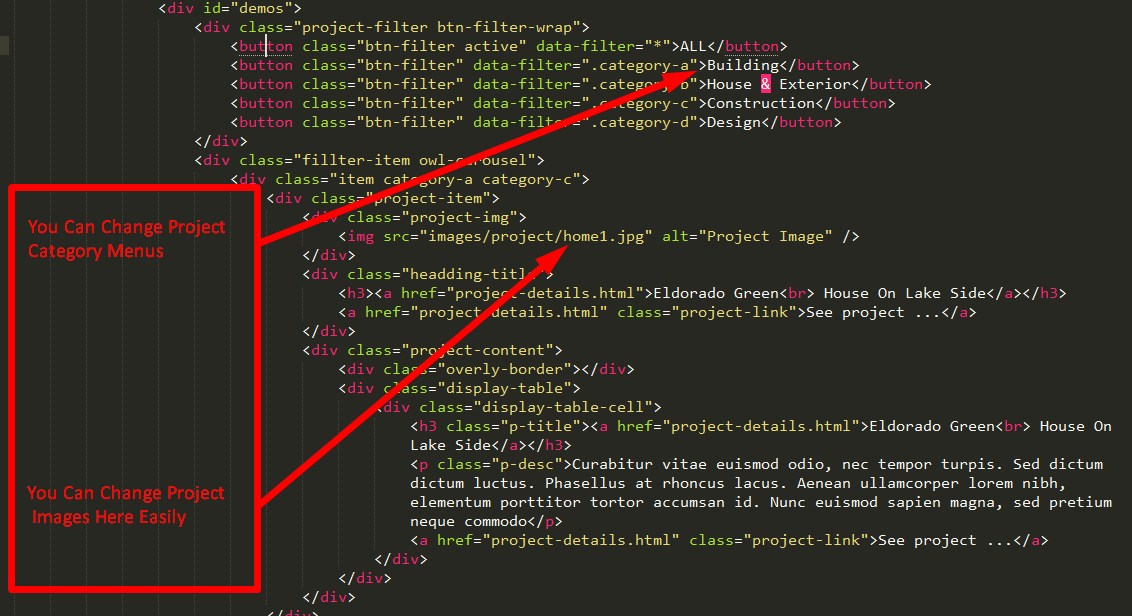 <div id="demos">
<div class="project-filter btn-filter-wrap">
<button class="btn-filter active" data-filter="*">ALL</button>
<button class="btn-filter" data-filter=".category-a">Building</button>
<button class="btn-filter" data-filter=".category-b">House & Exterior</button>
<button class="btn-filter" data-filter=".category-c">Construction</button>
<button class="btn-filter" data-filter=".category-d">Design</button>
</div>
<div class="fillter-item owl-carousel">
<div class="item category-a category-c">
<div class="project-item">
<div class="project-img">
<img src="images/project/home1.jpg" alt="Project Image" />
</div>
<div class="headding-title">
<h3><a href="project-details.html">Eldorado Green<br> House On Lake Side</a></h3>
<a href="project-details.html" class="project-link">See project ...</a>
</div>
<div class="project-content">
<div class="overly-border"></div>
<div class="display-table">
<div class="display-table-cell">
<h3 class="p-title"><a href="project-details.html">Eldorado Green<br> House On
Lake Side</a></h3>
<p class="p-desc">Curabitur vitae euismod odio, nec tempor turpis. Sed dictum
dictum luctus. Phasellus at rhoncus lacus. Aenean ullamcorper lorem nibh,
elementum porttitor tortor accumsan id. Nunc euismod sapien magna, sed pretium
neque commodo</p>
<a href="project-details.html" class="project-link">See project ...</a>
</div>
</div>
</div>
</div>
You Can Change Project
Category Menus
You Can Change Project
Images Here Easily